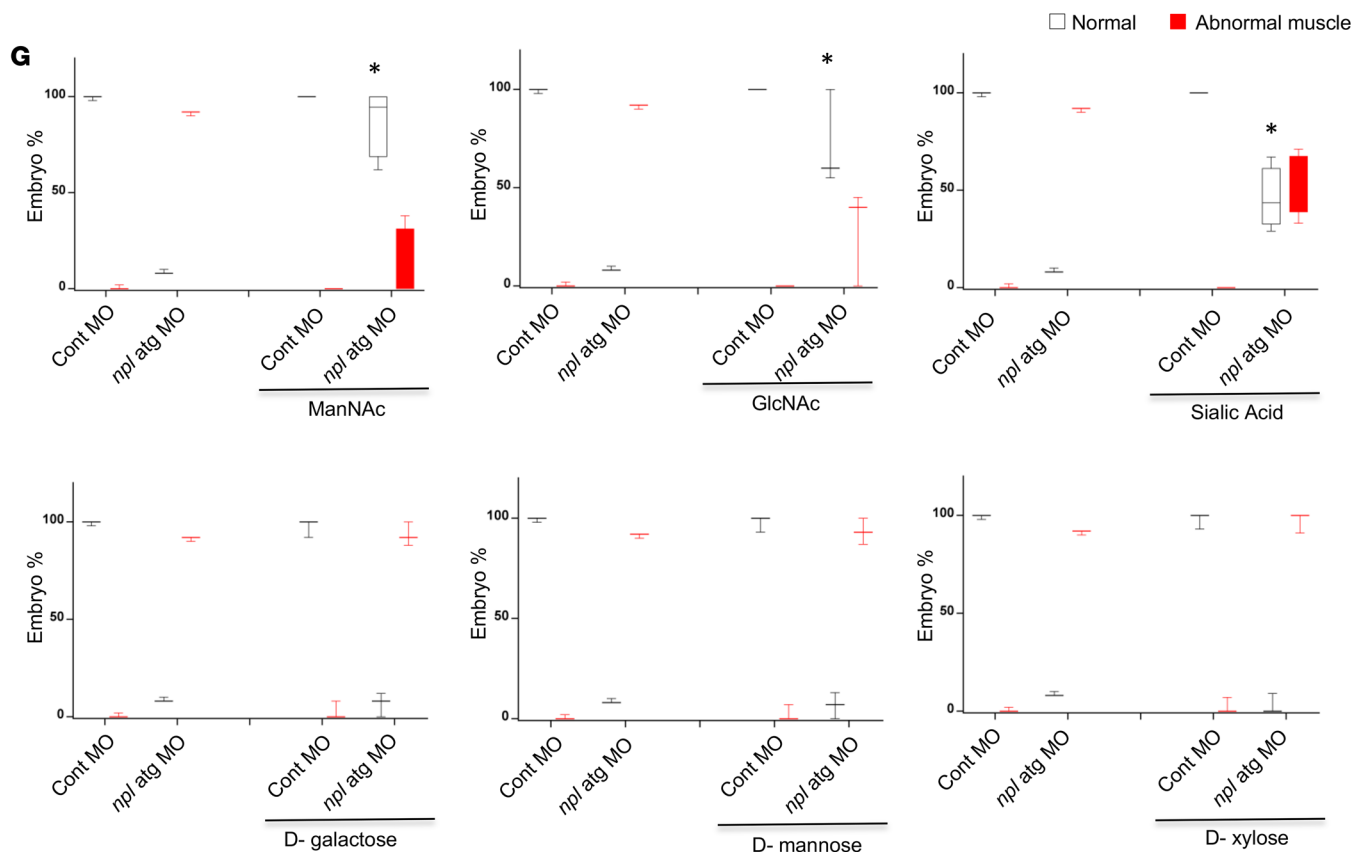 Normal Abnormal muscle
G
*
100
50
0
Embryo %
Cont MO
npl atg MO
Cont MO
npl atg MO
ManNAc
*
100
50
0
Embryo %
Cont MO
npl atg MO
Cont MO
npl atg MO
GlcNAc
*
100
50
0
Embryo %
Cont MO
npl atg MO
Cont MO
npl atg MO
Sialic Acid
100
50
0
Embryo %
Cont MO
npl atg MO
Cont MO
npl atg MO
D- galactose
100
50
0
Embryo %
Cont MO
npl atg MO
Cont MO
npl atg MO
D- mannose
100
50
0
Embryo %
Cont MO
npl atg MO
Cont MO
npl atg MO
D- xylose